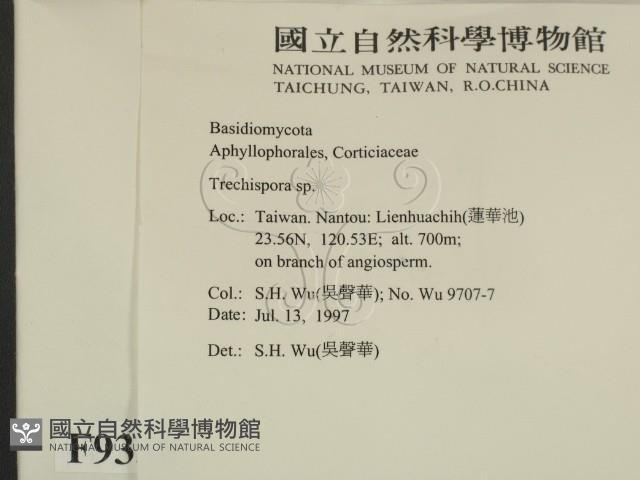 國立自然科學博物館
NATIONAL MUSEUM OF NATURAL SCIENCE
TAICHUNG, TAIWAN, R.O.CHINA
Basidiomycota
Aphyllophorales, Corticiaceae
Trechispora sp.
Loc.: Taiwan. Nantou: Lienhuachih(蓮華池)
23.56N, 120.53E; alt. 700m;
on branch of angiosperm.
Col.: S.H. Wu(吳聲華); No. Wu 9707-7
Date: Jul. 13, 1997
Det.: S.H. Wu(吳聲華)
國立自然科學博物館
NATIONAL MUSEUM OF NATURAL SCIENCE
F93